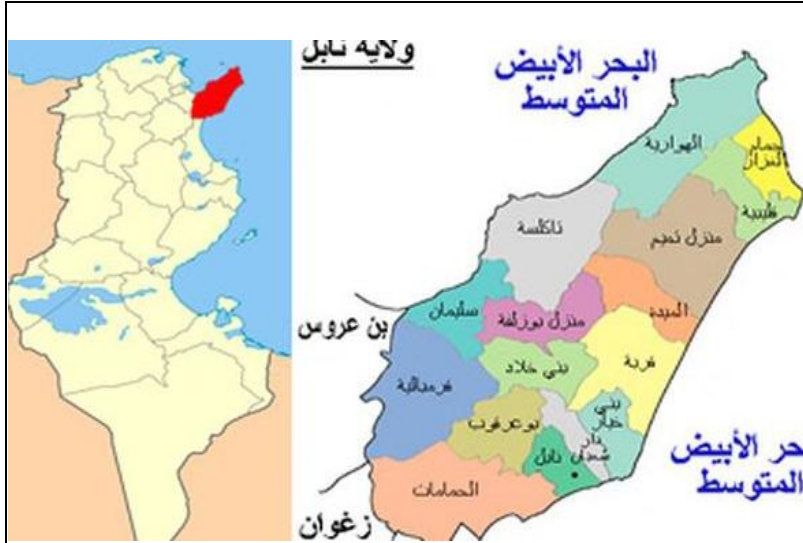 ولاية نابل
البحر الأبيض
المتوسط
الهوارية
حمام
الغزاز
قليبية
تاكلسة
منزل تميم
سليمان
منزل بوزلفة
الميدة
بن عروس
قرمبالية
بني خلاد
قربة
بوعرقوب
بني
خيار
دار
شعبان
نابل
الحمامات
زغوان
حر الأبيض
المتوسط